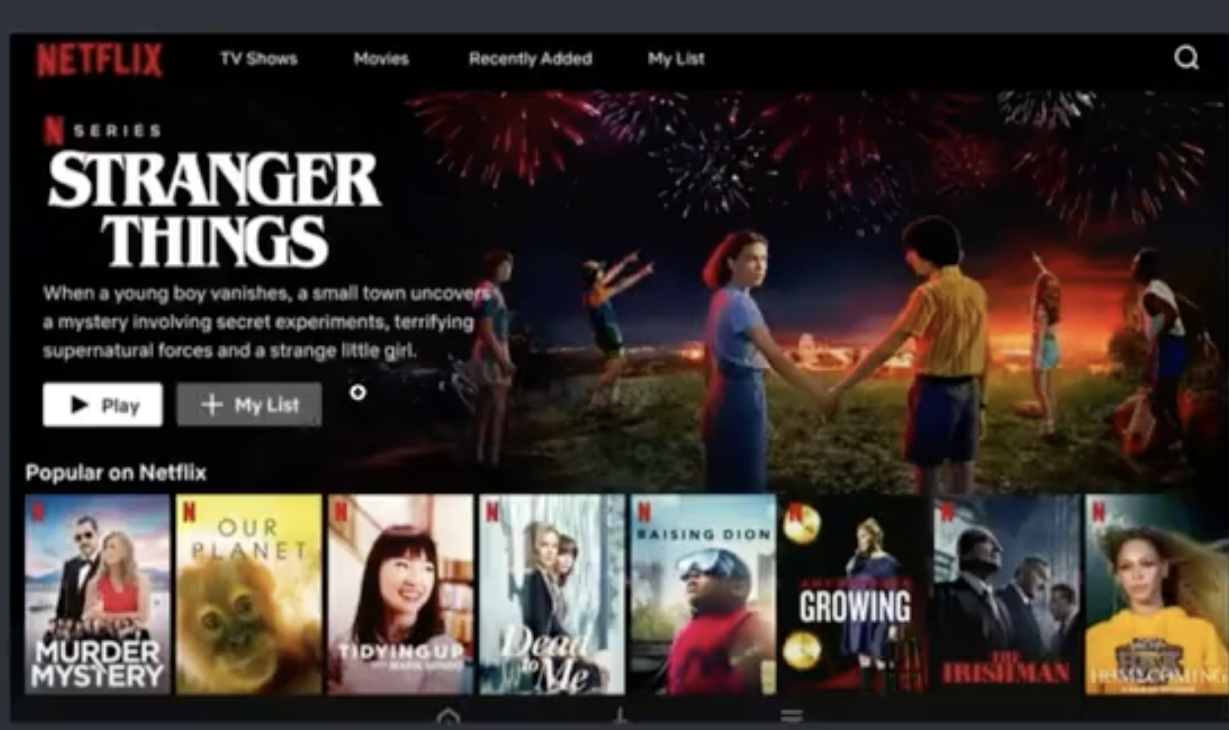 NETFLIX
TV Shows
Movies
Recently Added
My List
N SERIES
STRANGER
THINGS
When a young boy vanishes, a small town uncovers
a mystery involving secret experiments, terrifying
supernatural forces and a strange little girl.
Play
My List
Popular on Netflix
N
MURDER
MYSTERY
N
OUR
PLANET
N
TIDYING UP
N
Dead
to Me
N
RAISING DION
N
GROWING
N
THE
IRISHMAN
N
HOMECOMING